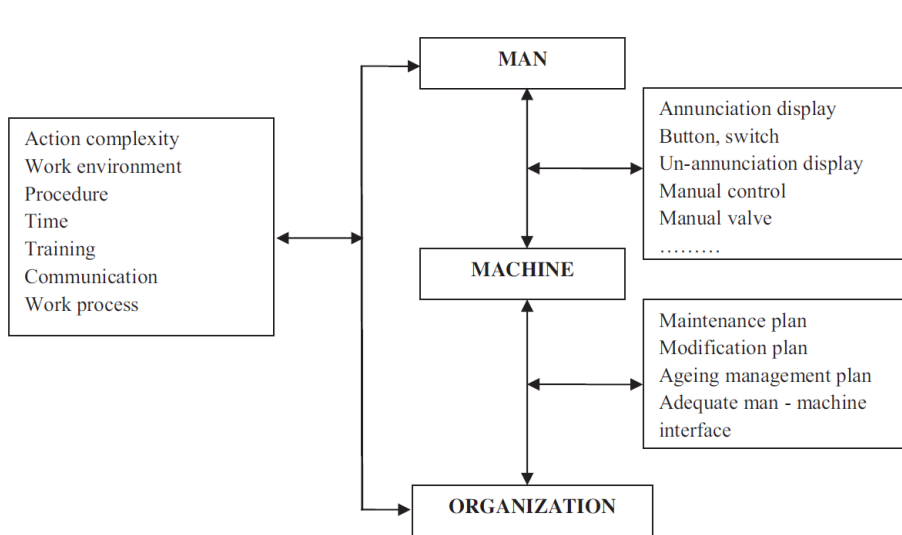 MAN
Annunciation display
Button, switch
Un-annunciation display
Manual control
Manual valve
………
Action complexity
Work environment
Procedure
Time
Training
Communication
Work process
MACHINE
Maintenance plan
Modification plan
Ageing management plan
Adequate man - machine
interface
ORGANIZATION